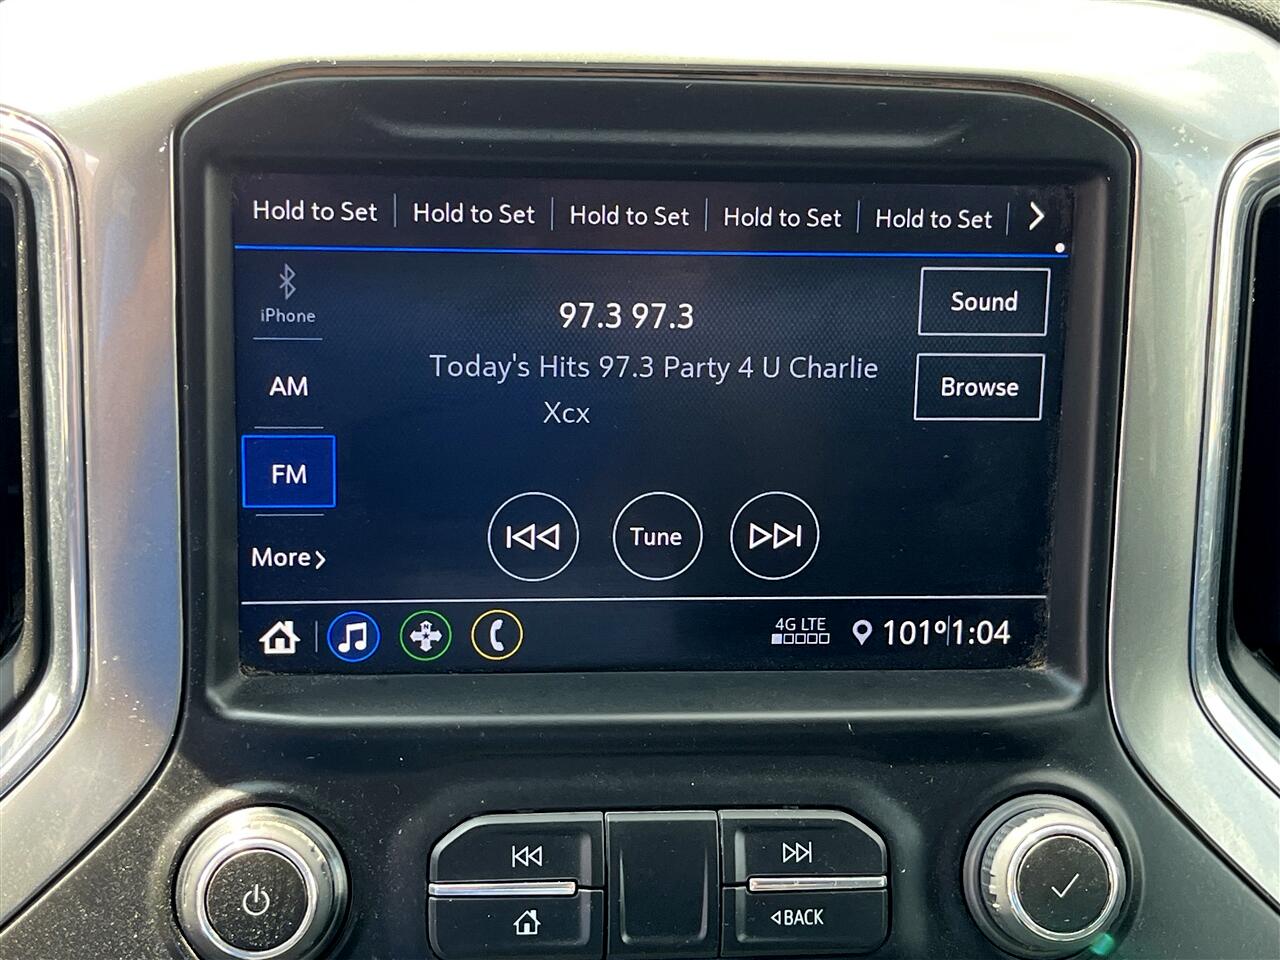 Hold to Set Hold to Set Hold to Set Hold to Set Hold to Set
iPhone
97.3 97.3
Sound
Today's Hits 97.3 Party 4 U Charlie
Xcx
AM
Browse
FM
Tune
More
4G LTE
N
101º 1:04
BACK